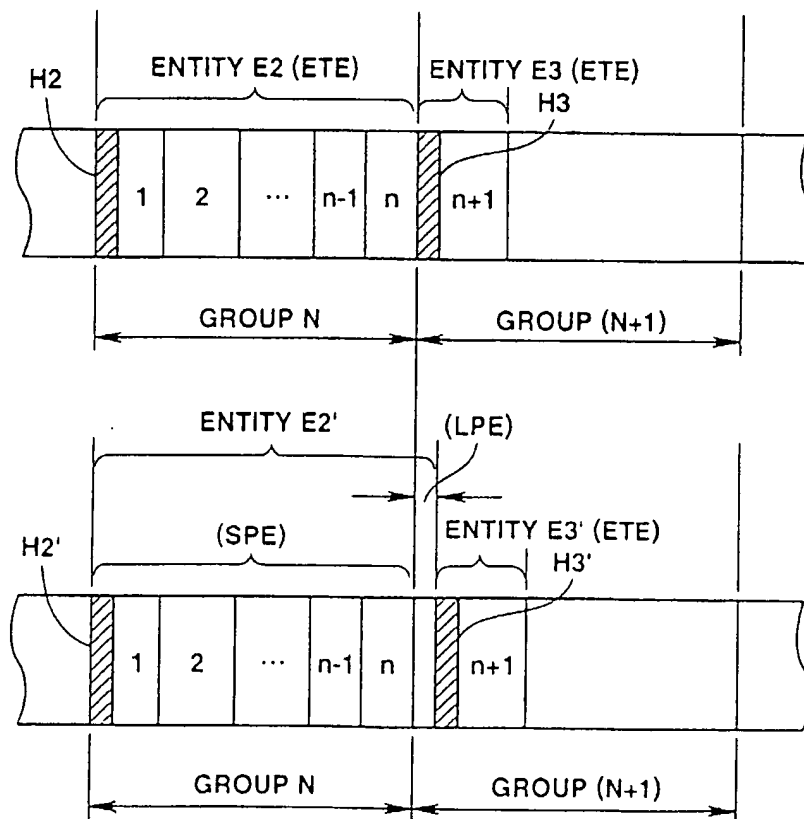 ENTITY E2 (ETE)
ENTITY E3 (ETE)
H2
H3
1 2 ... n-1 n n+1
GROUP N
GROUP (N+1)
ENTITY E2'
(LPE)
(SPE)
ENTITY E3' (ETE)
H2'
H3'
1 2 ... n-1 n n+1
GROUP N
GROUP (N+1)